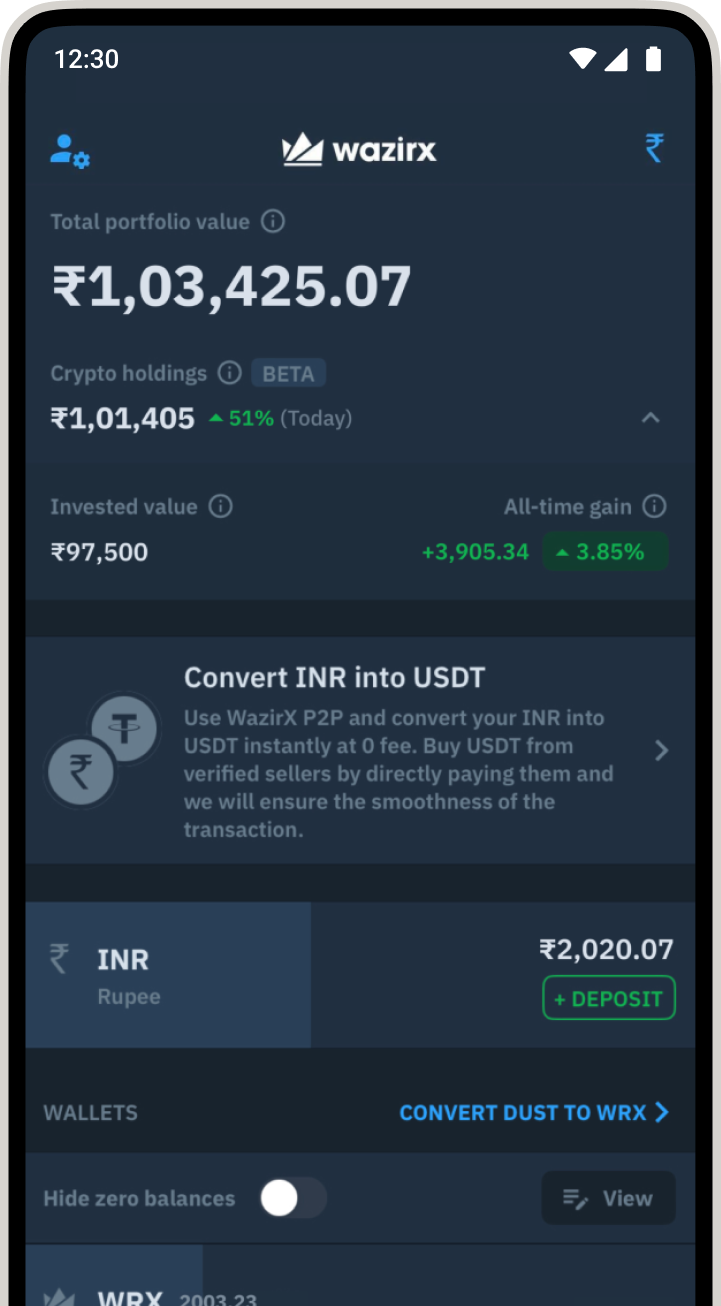 12:30
wazirx
₹
Total portfolio value
₹1,03,425.07
Crypto holdings BETA
₹1,01,405 51% (Today)
Invested value All-time gain
₹97,500 +3,905.34 3.85%
Convert INR into USDT
Use WazirX P2P and convert your INR into
USDT instantly at 0 fee. Buy USDT from
verified sellers by directly paying them and
we will ensure the smoothness of the
transaction.
₹ INR ₹2,020.07
Rupee + DEPOSIT
WALLETS CONVERT DUST TO WRX
Hide zero balances View
WRX 2003.23